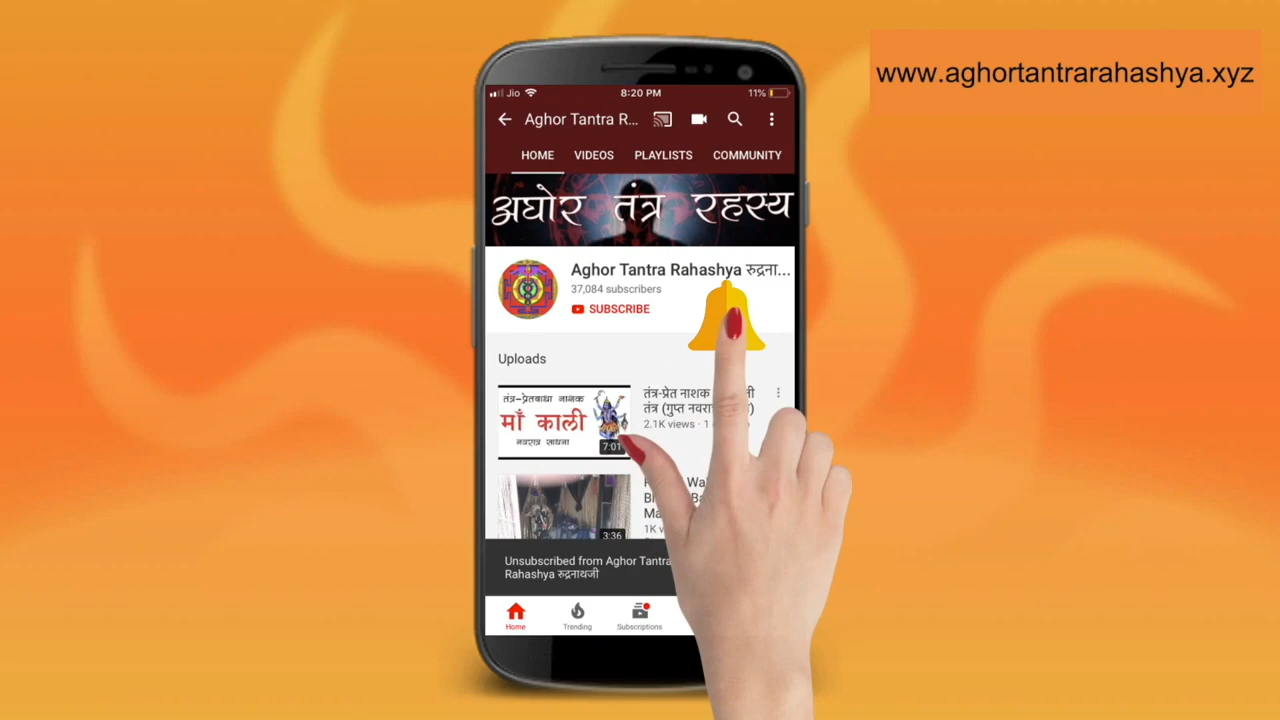 www.aghortantrarahashya.xyz
Jio 8:20 PM 11%
Aghor Tantra R...
HOME VIDEOS PLAYLISTS COMMUNITY
अघोर तंत्र रहस्य
Aghor Tantra Rahashya रुद्रना...
37,084 subscribers
SUBSCRIBE
Uploads
तंत्र-प्रेतबाधा नाशक
माँ काली
नवरात्र साधना
7:01
तंत्र-प्रेत नाशक
तंत्र (गुप्त
2.1K views
3:36
Unsubscribed from Aghor Tantra
Rahashya रुद्रनाथजी
Home Trending Subscriptions